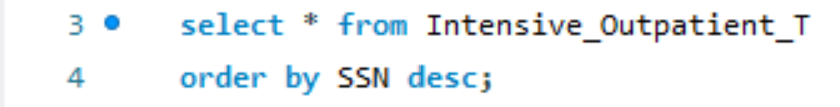 3 select * from Intensive_Outpatient_T
4 order by SSN desc;